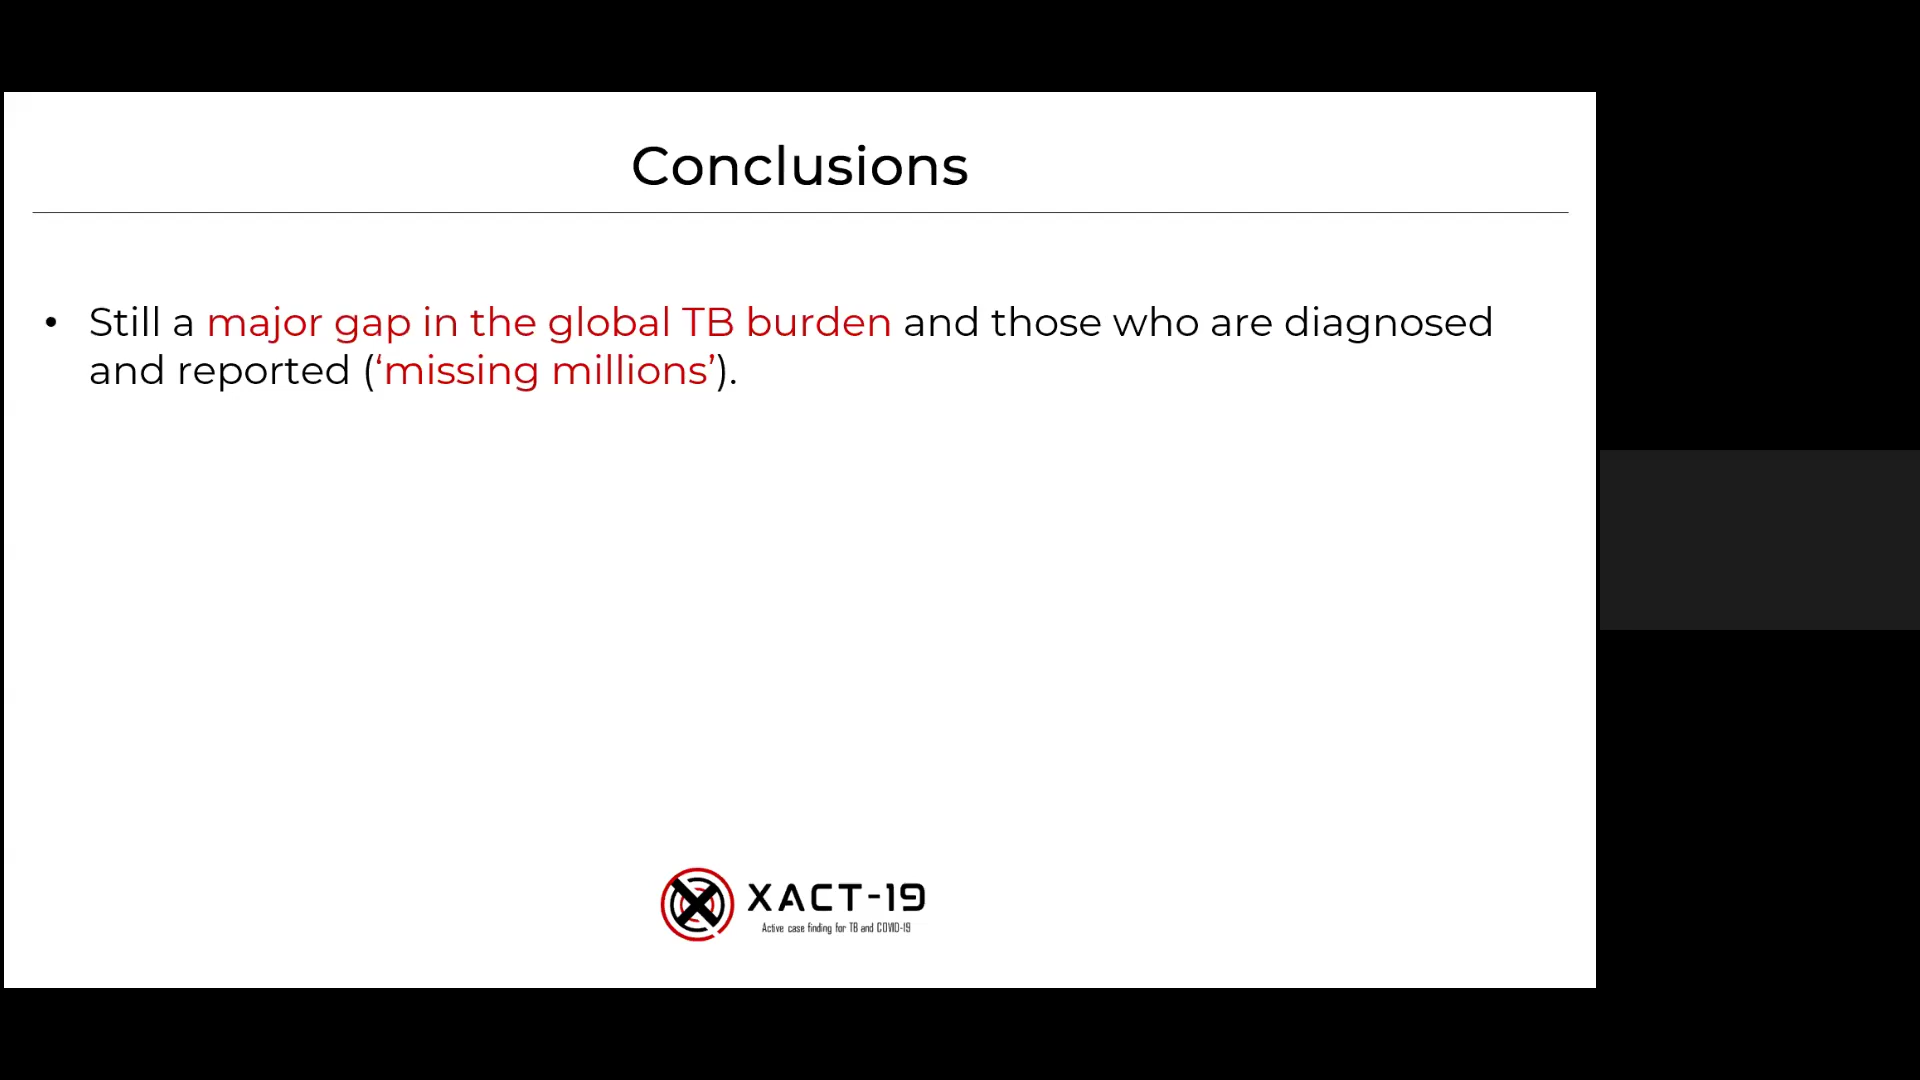 Conclusions
• Still a major gap in the global TB burden and those who are diagnosed
and reported (‘missing millions’).
XACT-19
Active case finding for TB and COVID-19